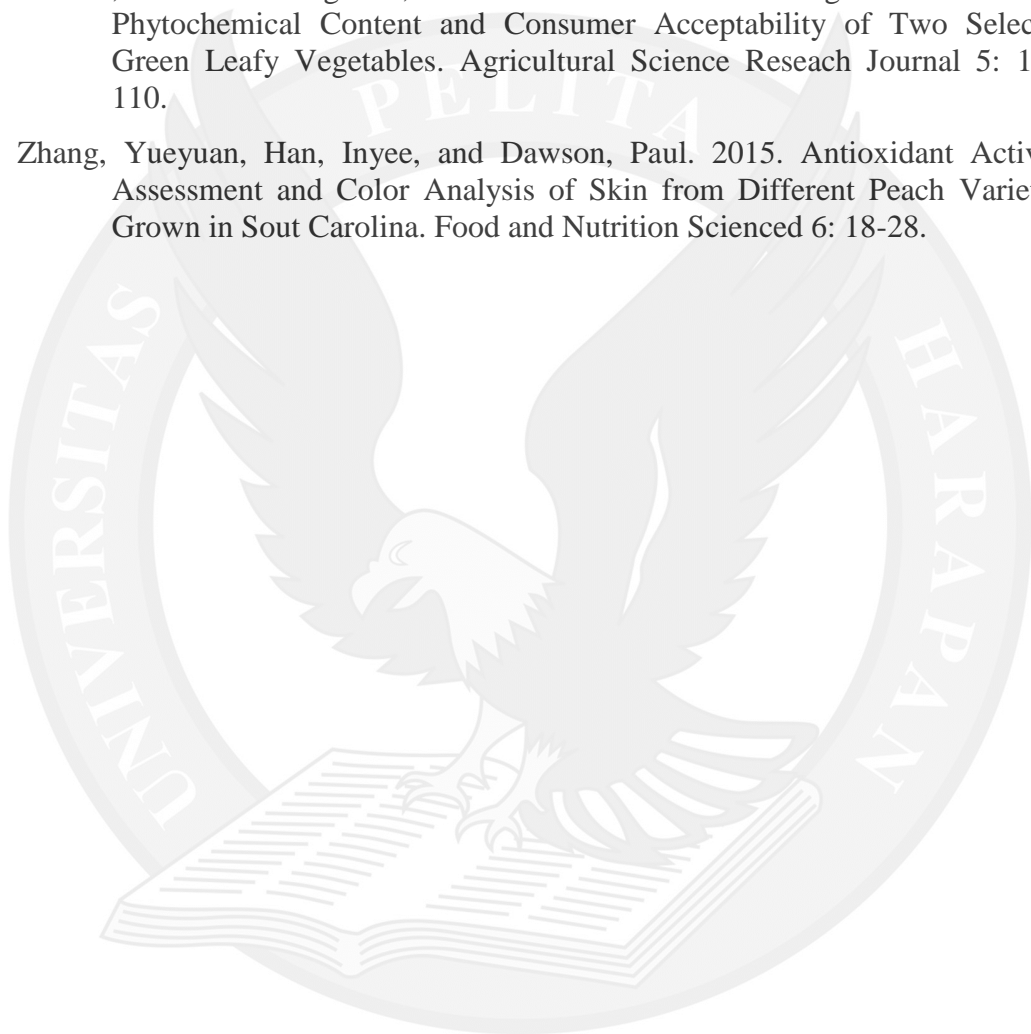 Phytochemical Content and Consumer Acceptability of Two Selec
Green Leafy Vegetables. Agricultural Science Reseach Journal 5: 1
110.
Zhang, Yueyuan, Han, Inyee, and Dawson, Paul. 2015. Antioxidant Activ
Assessment and Color Analysis of Skin from Different Peach Variet
Grown in Sout Carolina. Food and Nutrition Scienced 6: 18-28.
UNIVERSITAS PELITA HARAPAN